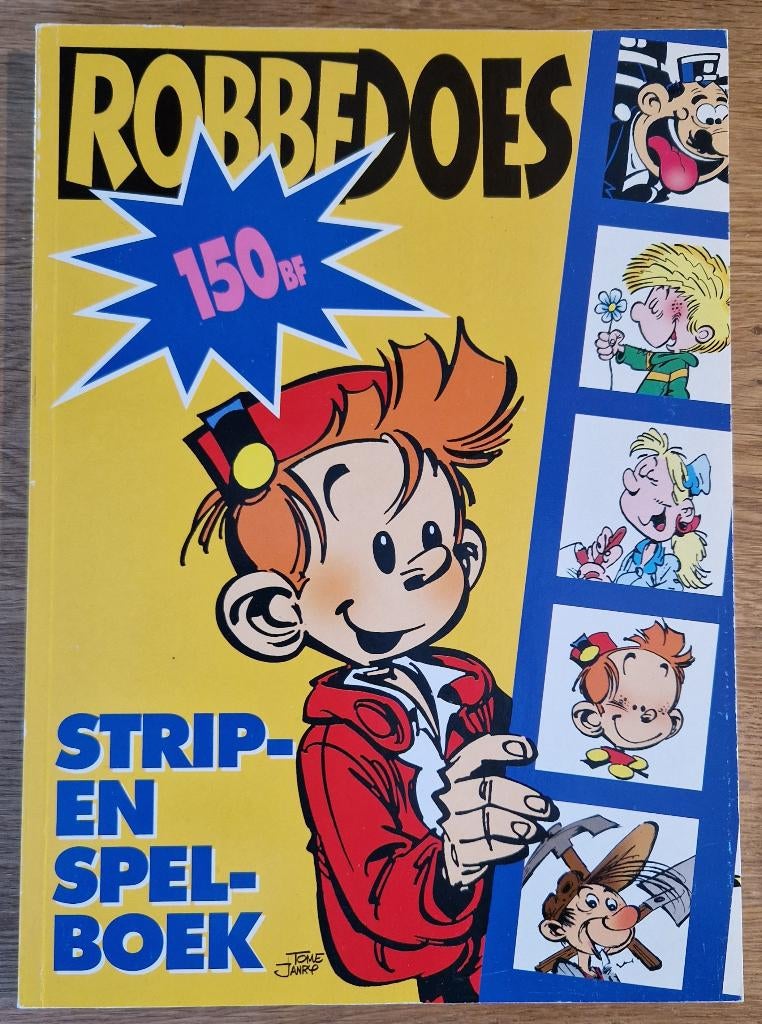 ROBBEDOES
150BF
STRIP-
EN
SPEL-
BOEK
TOME
JANRY